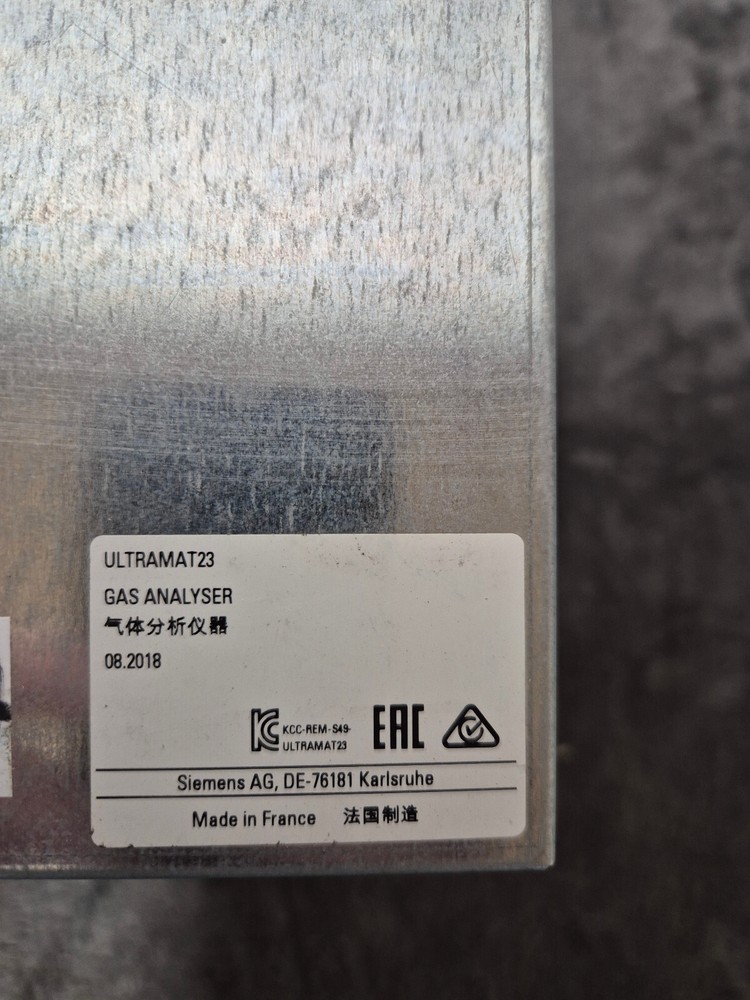 ULTRAMAT23
GAS ANALYSER
气体分析仪器
08.2018
KCC-REM-S49-
ULTRAMAT23
EAC
Siemens AG, DE-76181 Karlsruhe
Made in France 法国制造